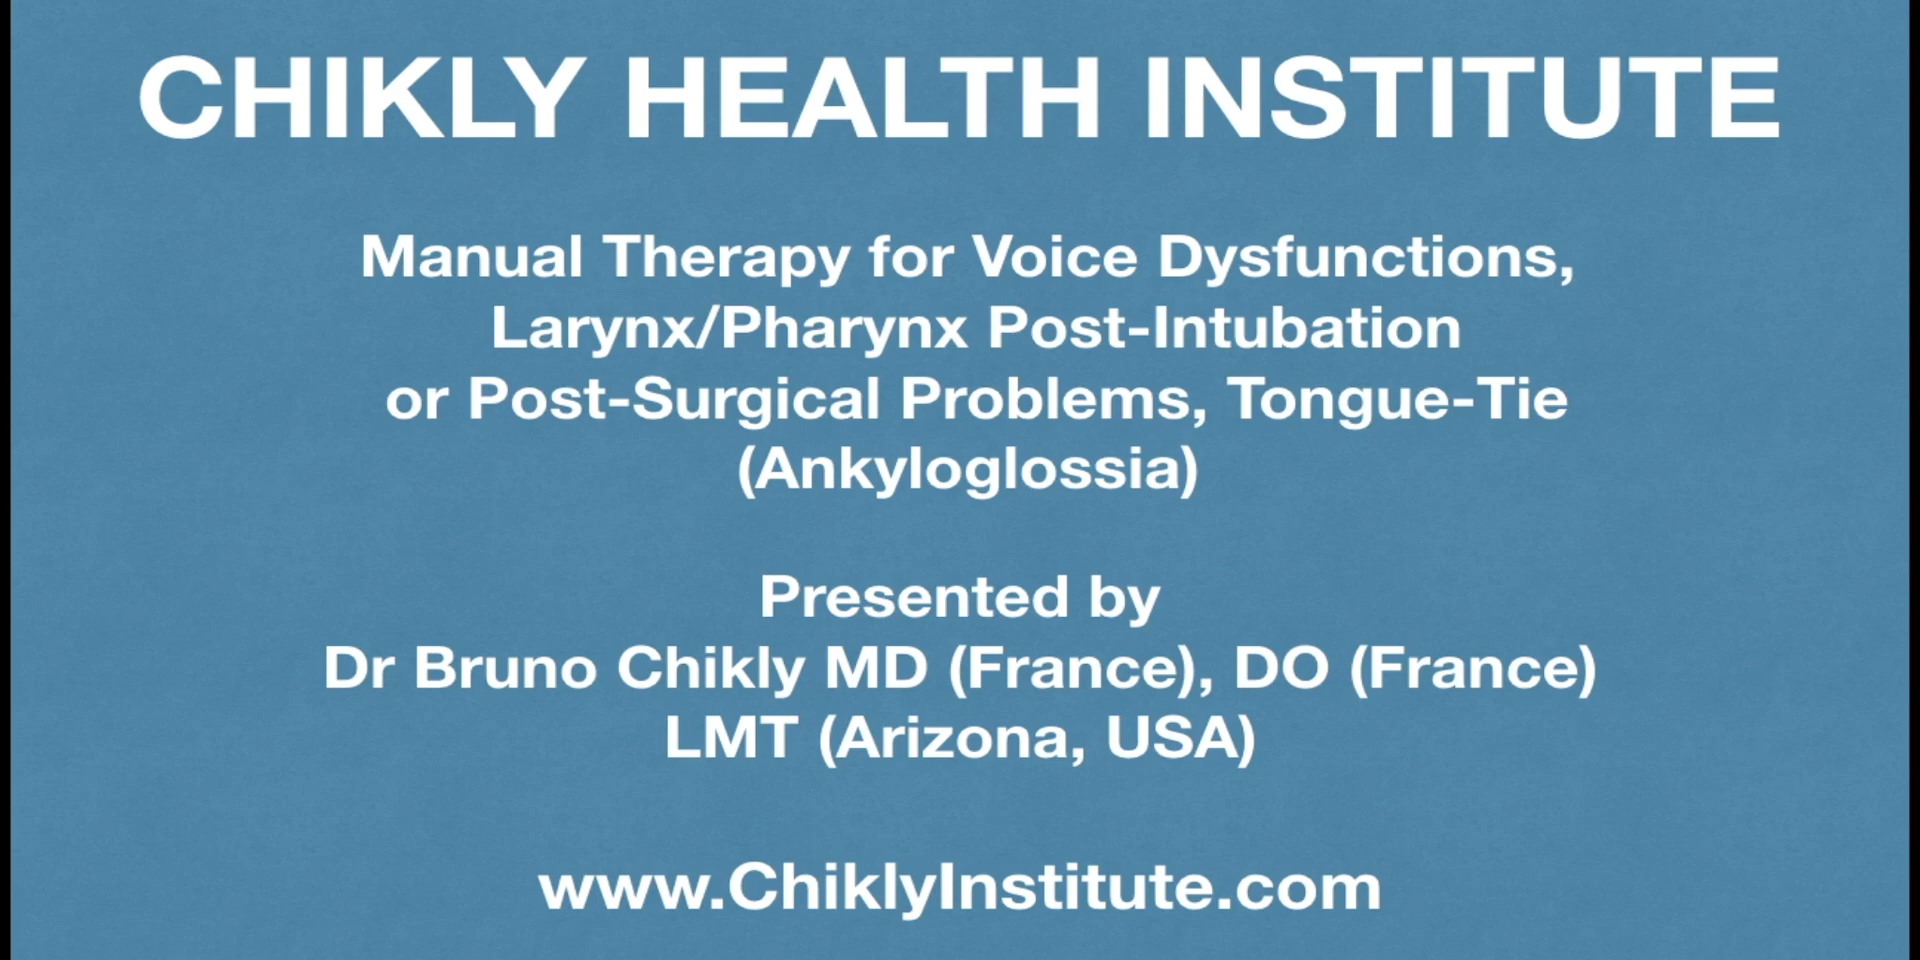 CHIKLY HEALTH INSTITUTE
Manual Therapy for Voice Dysfunctions,
Larynx/Pharynx Post-Intubation
or Post-Surgical Problems, Tongue-Tie
(Ankyloglossia)
Presented by
Dr Bruno Chikly MD (France), DO (France)
LMT (Arizona, USA)
www.ChiklyInstitute.com